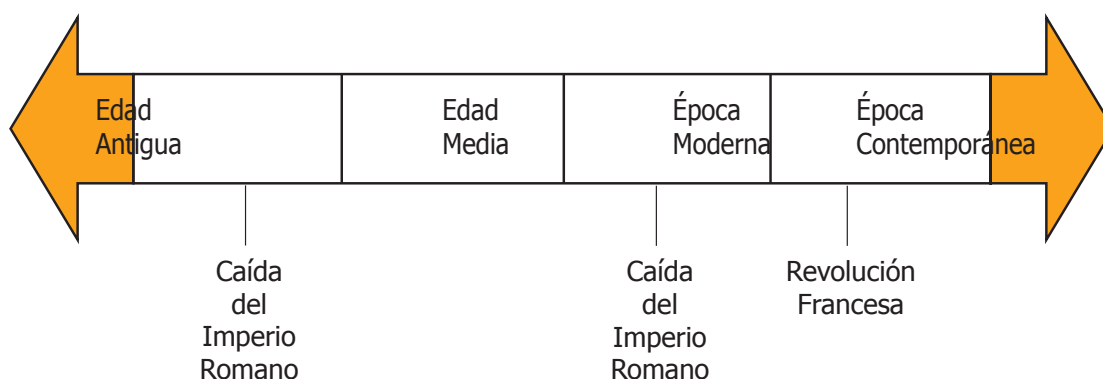 Edad
Antigua
Edad
Media
Época
Moderna
Época
Contemporánea
Caída
del
Imperio
Romano
Caída
del
Imperio
Romano
Revolución
Francesa